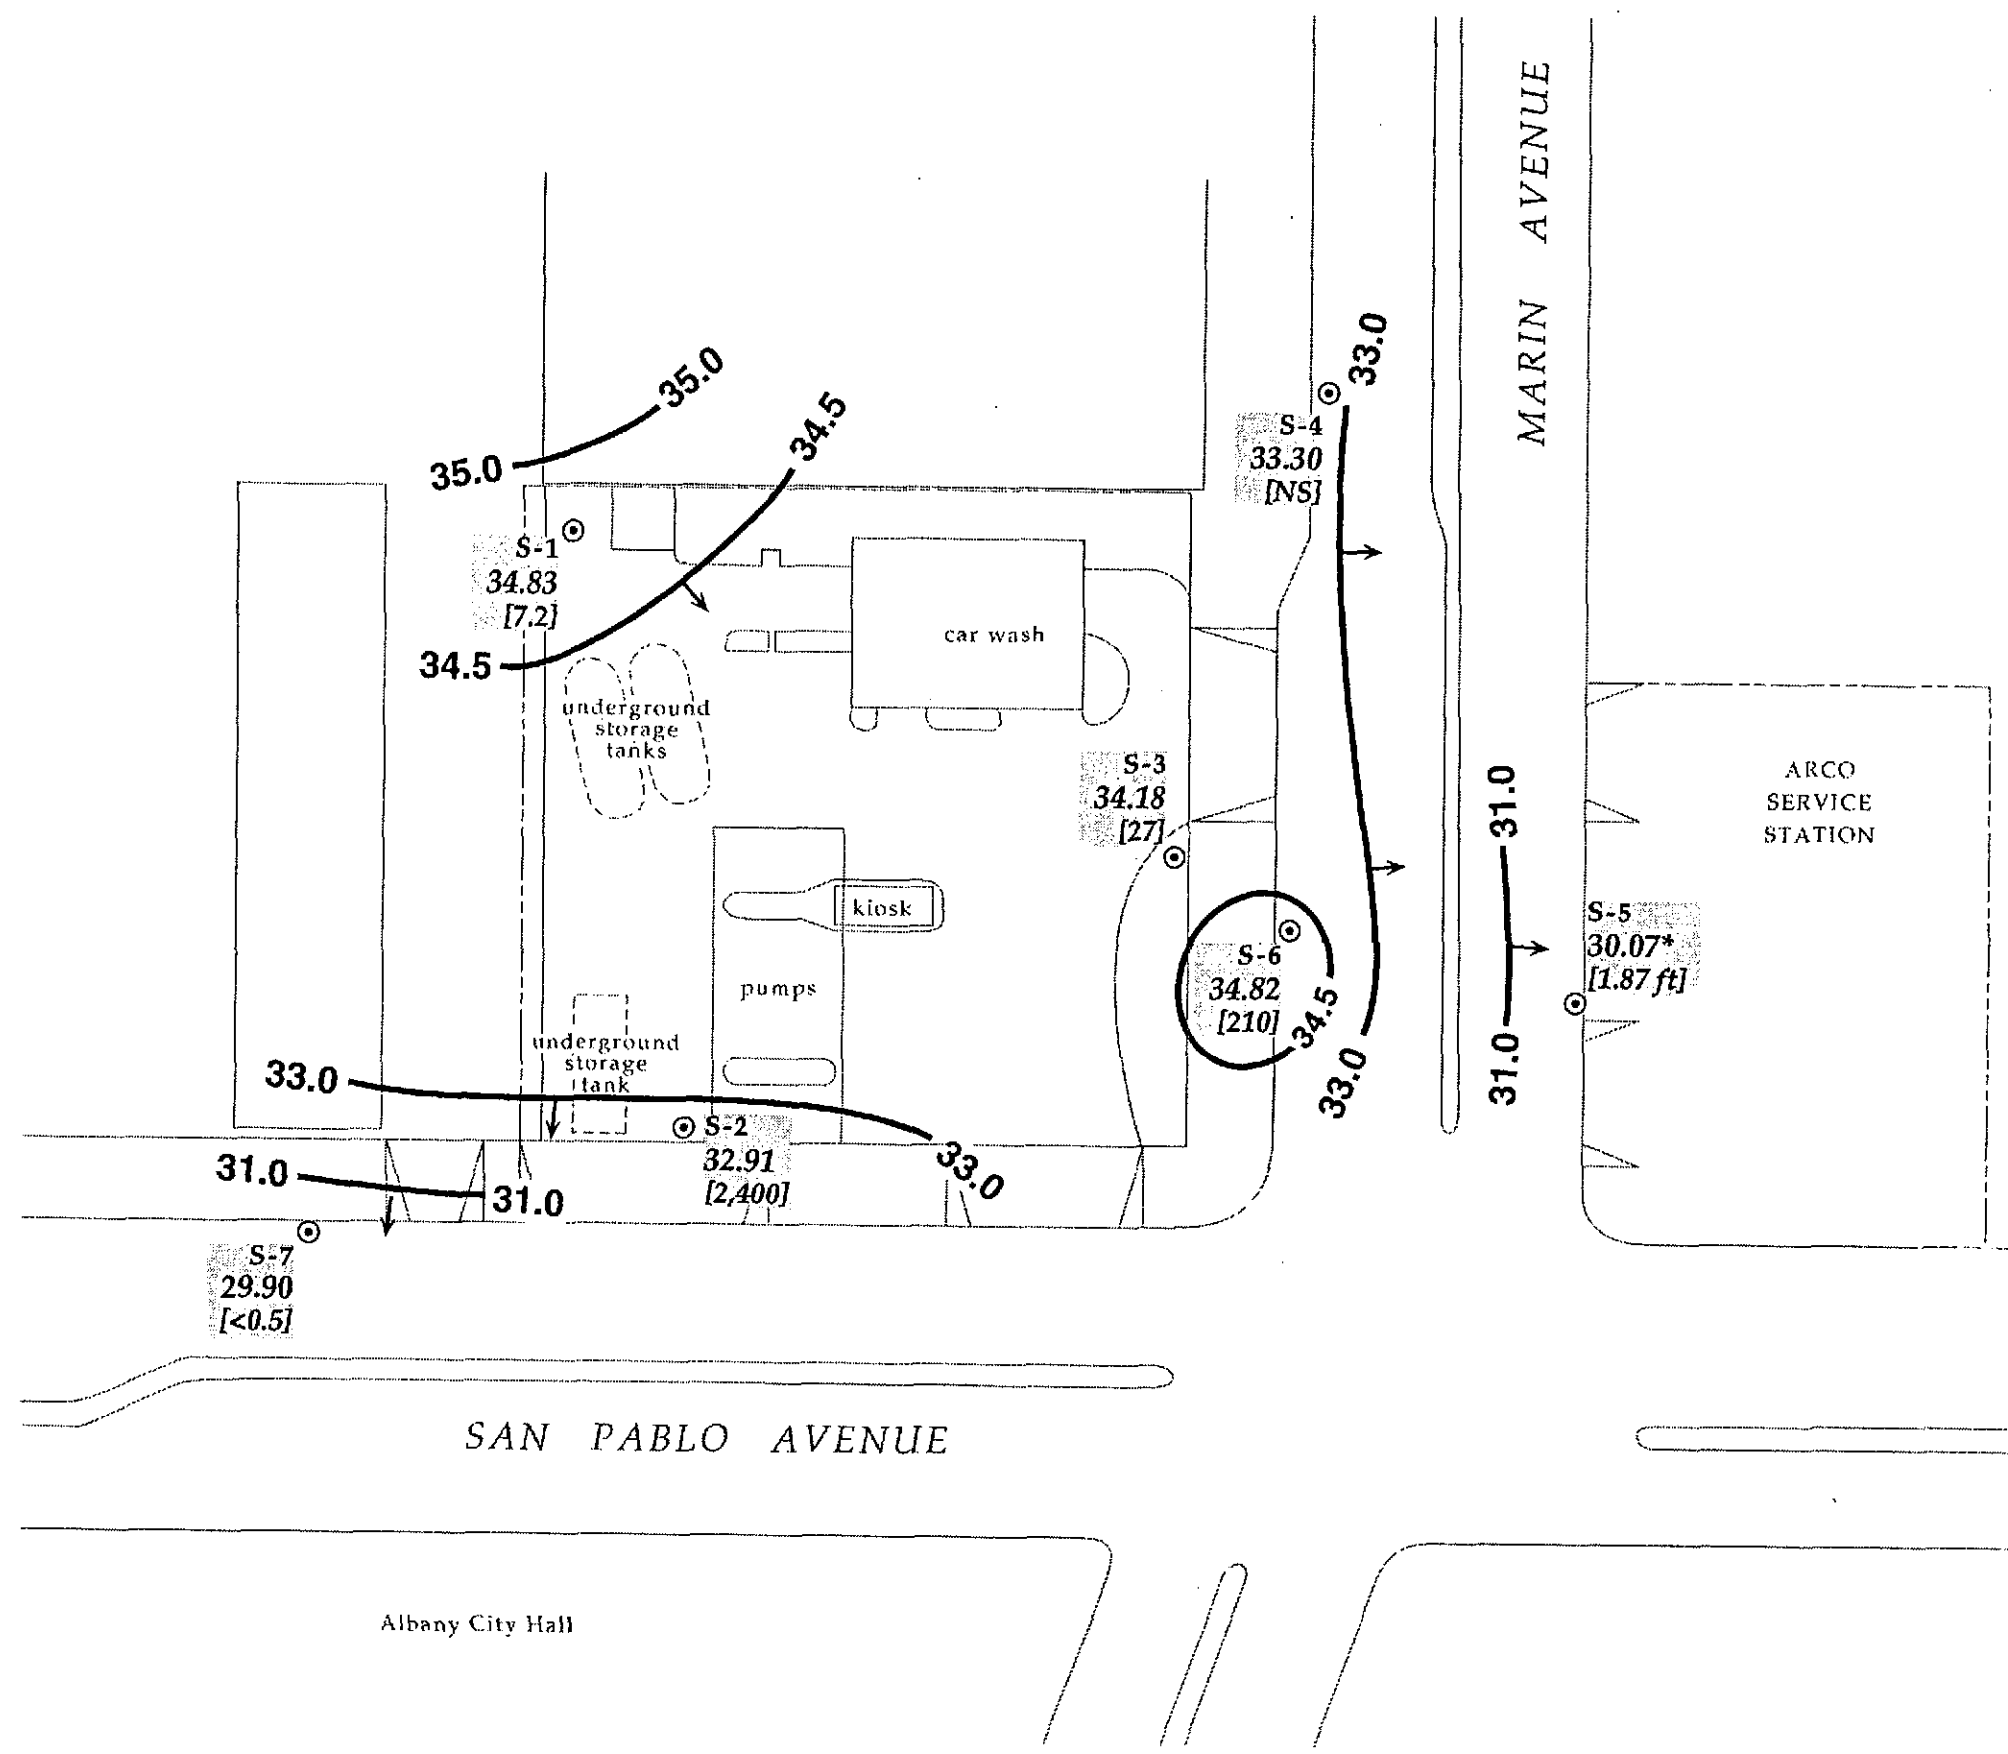 MARIN AVENUE
33.0
35.0
34.5
35.0
S-4
33.30
[NS]
S-1
34.83
[7.2]
car wash
34.5
underground
storage
tanks
S-3
34.18
[27]
31.0
ARCO
SERVICE
STATION
kiosk
S-5
30.07*
[1.87 ft]
S-6
34.82
[210]
34.5
pumps
underground
storage
tank
33.0
33.0
31.0
S-2
32.91
[2,400]
33.0
31.0
31.0
S-7
29.90
[<0.5]
SAN PABLO AVENUE
Albany City Hall